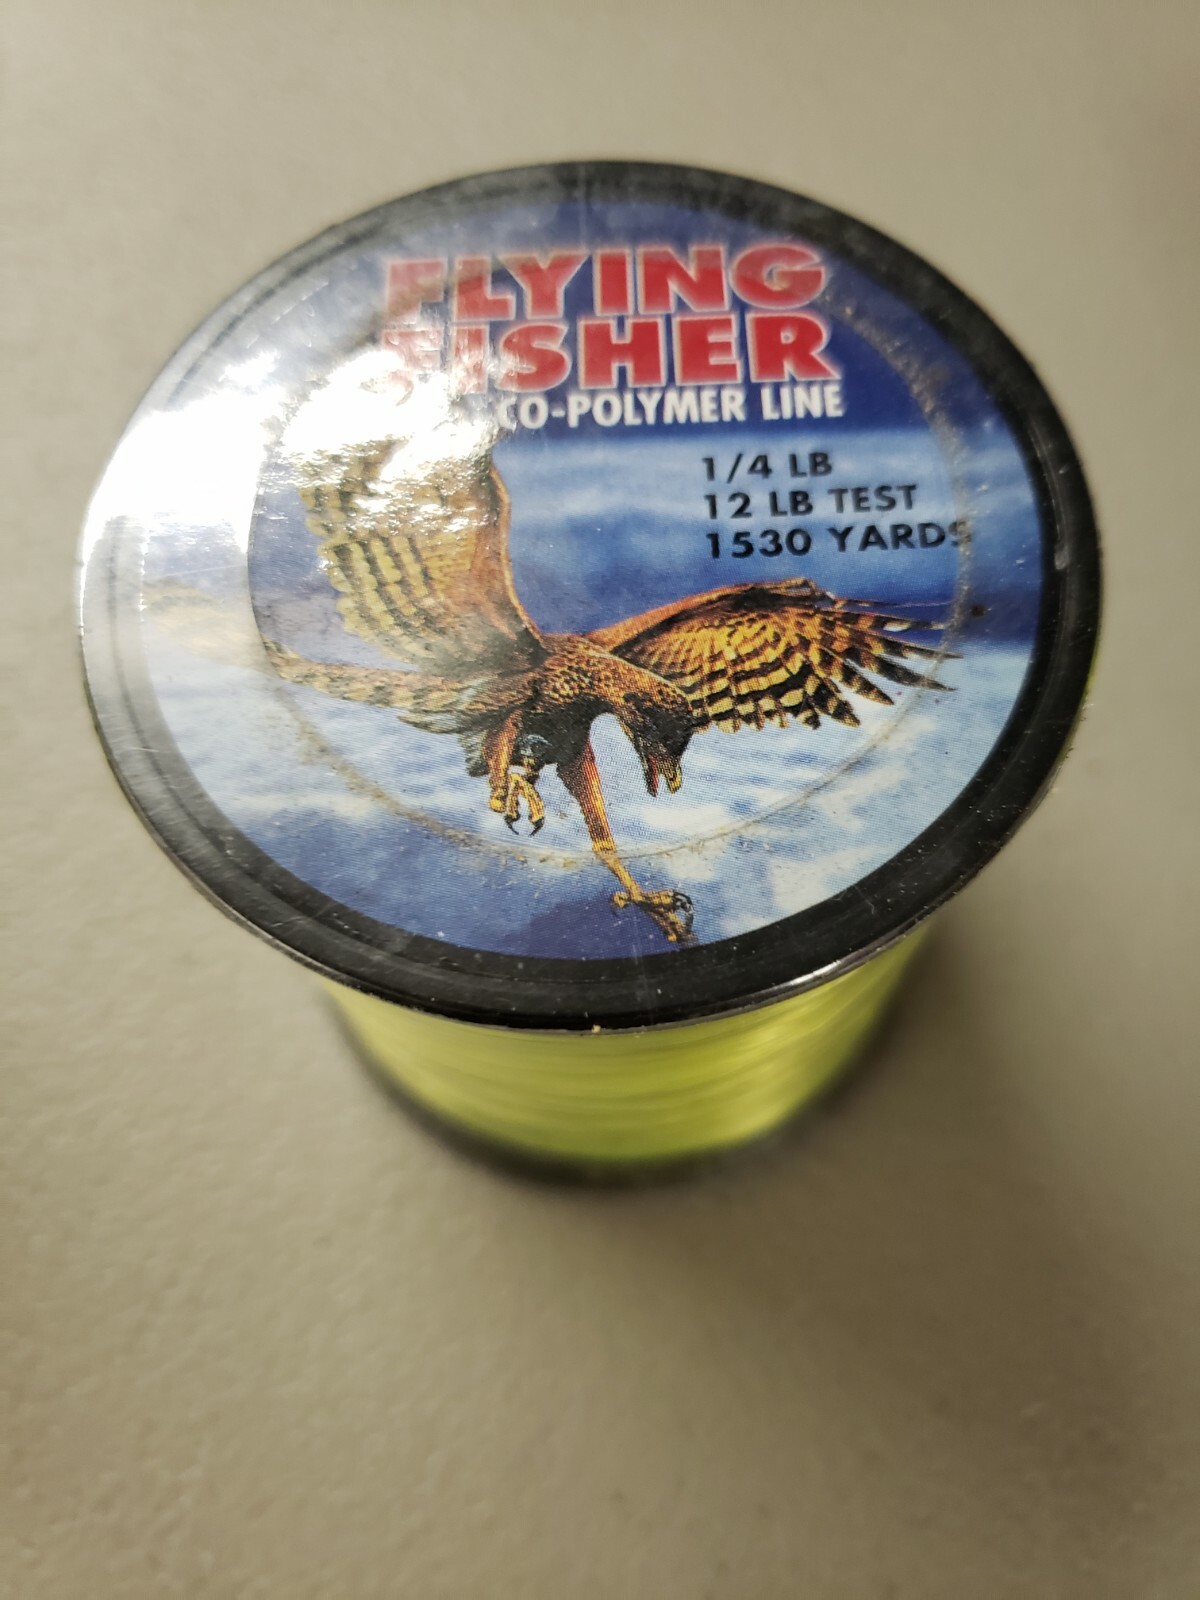 FLYING
FISHER
CO-POLYMER LINE
1/4 LB
12 LB TEST
1530 YARDS